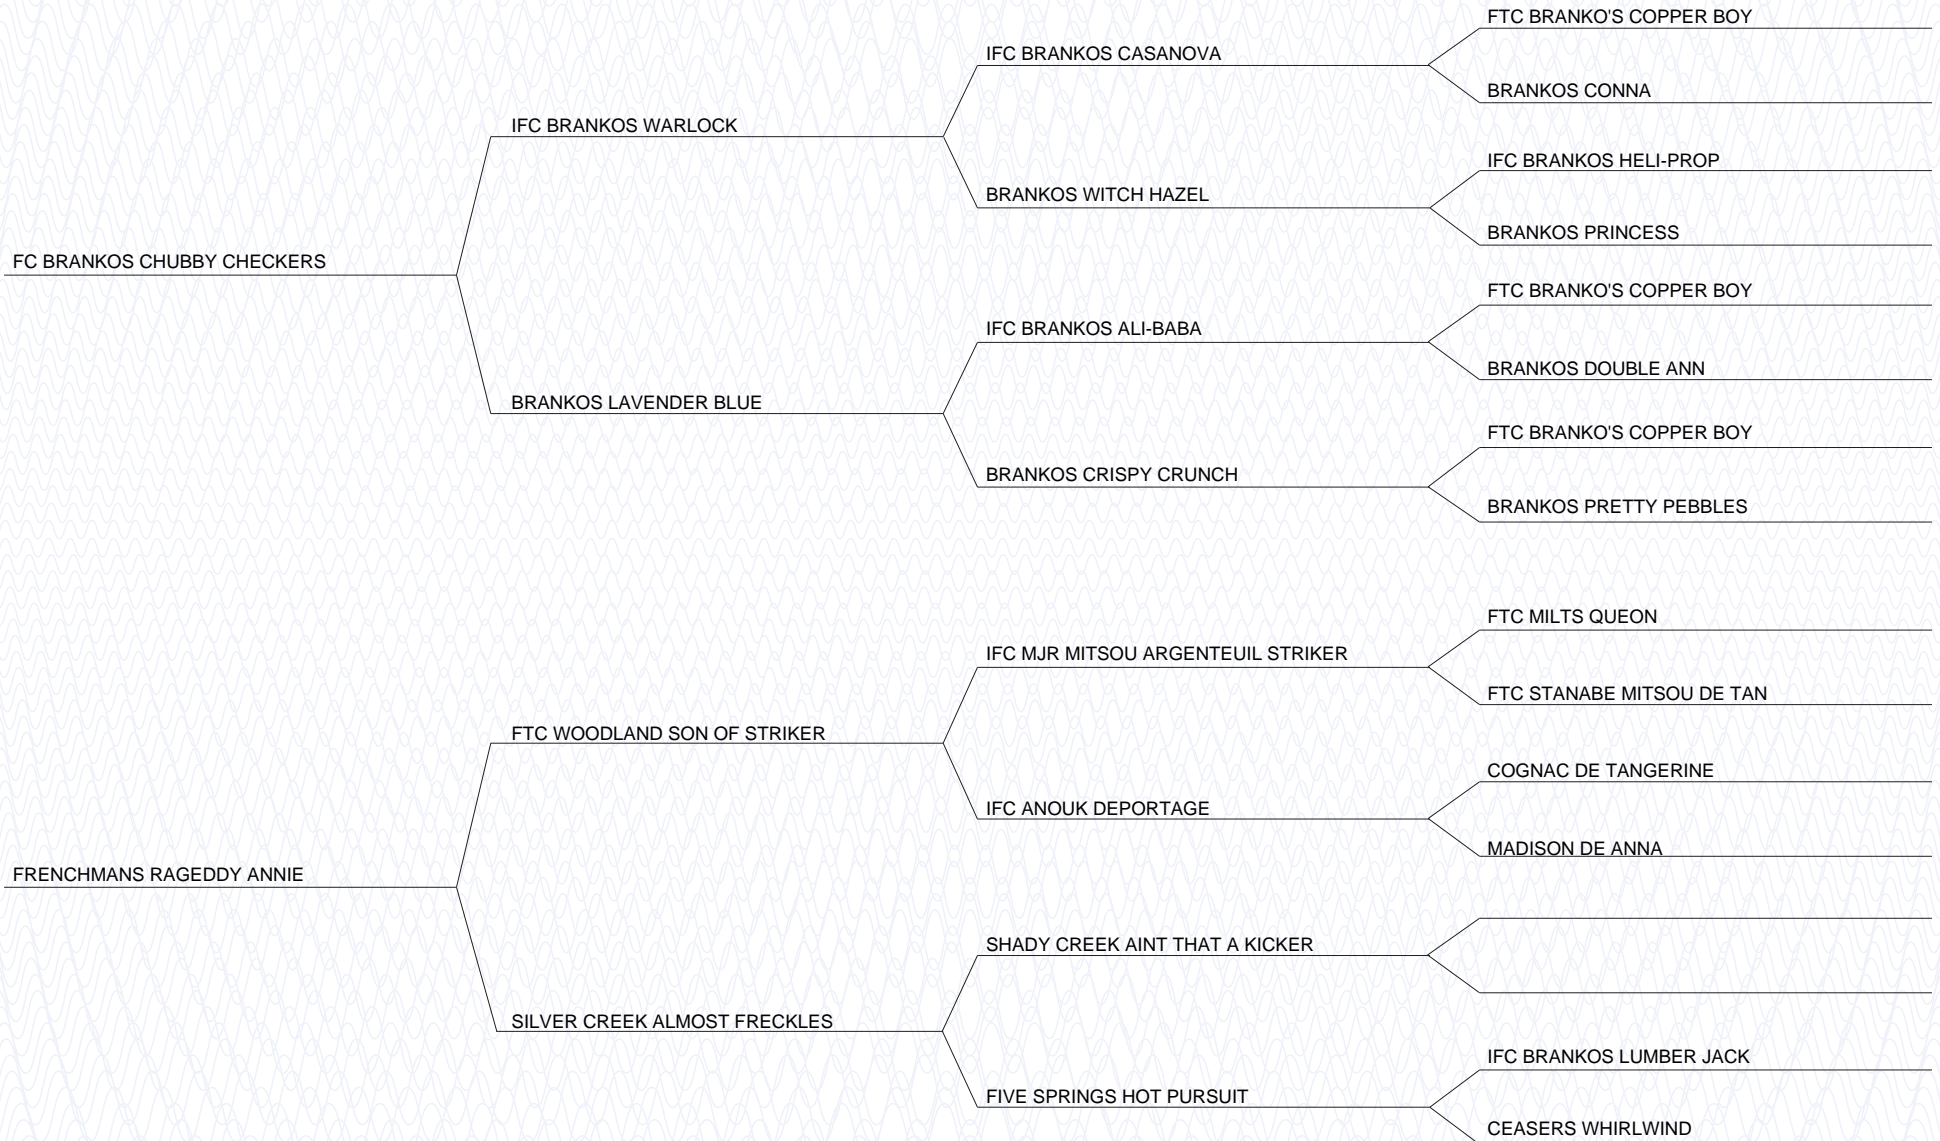 FTC BRANKO'S COPPER BOY
IFC BRANKOS CASANOVA
BRANKOS CONNA
IFC BRANKOS WARLOCK
IFC BRANKOS HELI-PROP
BRANKOS WITCH HAZEL
BRANKOS PRINCESS
FC BRANKOS CHUBBY CHECKERS
FTC BRANKO'S COPPER BOY
IFC BRANKOS ALI-BABA
BRANKOS DOUBLE ANN
BRANKOS LAVENDER BLUE
FTC BRANKO'S COPPER BOY
BRANKOS CRISPY CRUNCH
BRANKOS PRETTY PEBBLES
FTC MILTS QUEON
IFC MJR MITSOU ARGENTEUIL STRIKER
FTC STANABE MITSOU DE TAN
FTC WOODLAND SON OF STRIKER
COGNAC DE TANGERINE
IFC ANOUK DEPORTAGE
MADISON DE ANNA
FRENCHMANS RAGEDDY ANNIE
SHADY CREEK AINT THAT A KICKER
SILVER CREEK ALMOST FRECKLES
IFC BRANKOS LUMBER JACK
FIVE SPRINGS HOT PURSUIT
CEASERS WHIRLWIND